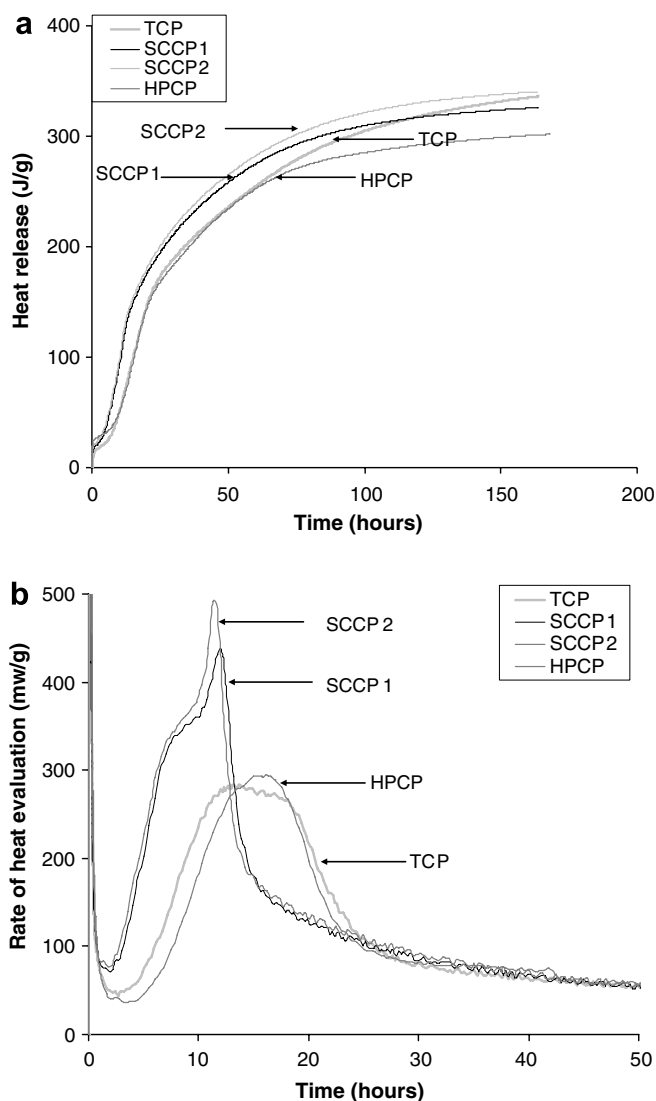 a
400
300
200
100
0
TCP
SCCP1
SCCP2
HPCP
SCCP2
TCP
SCCP1
HPCP
Heat release (J/g)
0 50 100 150 200
Time (hours)
b
500
400
300
200
100
0
TCP
SCCP1
SCCP2
HPCP
SCCP 2
SCCP 1
HPCP
TCP
Rate of heat evaluation (mw/g)
0 10 20 30 40 50
Time (hours)